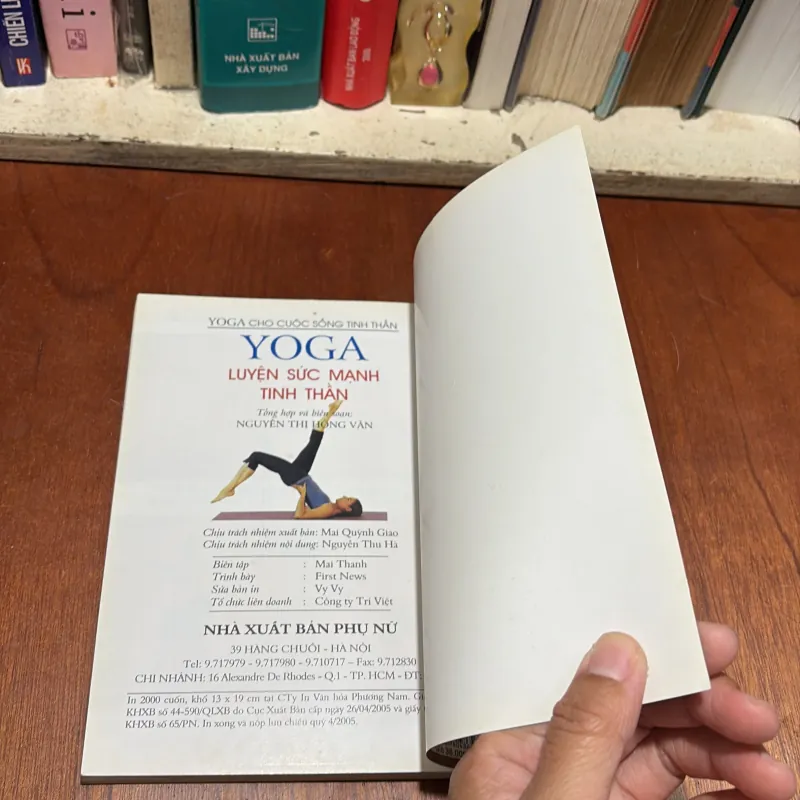 CHIẾN L
NHÀ XUẤT BẢN
XÂY DỰNG
NHÀ XUẤT BẢN LAO ĐỘNG
YOGA CHO CUỘC SỐNG TINH THẦN
YOGA
LUYỆN SỨC MẠNH
TINH THẦN
Tổng hợp và biên soạn:
NGUYỄN THỊ HỒNG VÂN
Chịu trách nhiệm xuất bản: Mai Quỳnh Giao
Chịu trách nhiệm nội dung: Nguyễn Thu Hà
Biên tập : Mai Thanh
Trình bày : First News
Sửa bản in : Vy Vy
Tổ chức liên doanh : Công ty Trí Việt
NHÀ XUẤT BẢN PHỤ NỮ
39 HÀNG CHUỐI - HÀ NỘI
Tel: 9.717979 - 9.717980 - 9.710717 – Fax: 9.712830
CHI NHÁNH: 16 Alexandre De Rhodes - Q.1 - TP. HCM - ĐT:
In 2000 cuốn, khổ 13 x 19 cm tại CTy In Văn hóa Phương Nam.
KHXB số 44-590/QLXB do Cục Xuất Bản cấp ngày 26/04/2005 và giấy
KHXB số 65/PN. In xong và nộp lưu chiểu quý 4/2005.